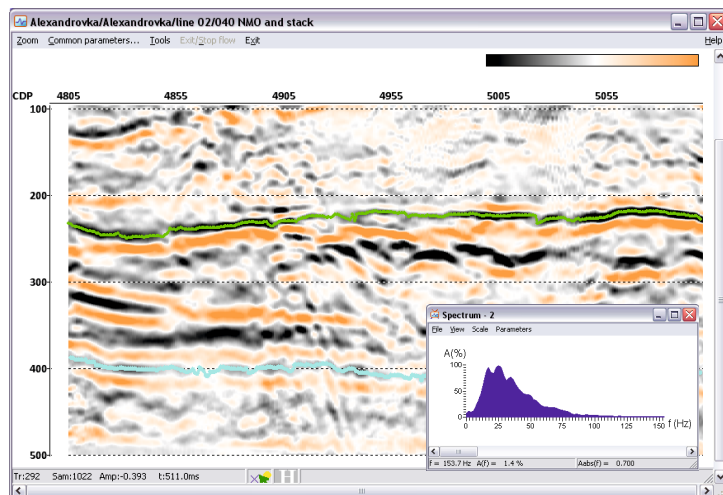 Alexandrovka/Alexandrovka/line 02/040 NMO and stack
Zoom Common parameters... Tools Exit/Stop flow Exit Help
CDP 4805 4855 4905 4955 5005 5055
100
200
300
400
500
Spectrum - 2
File View Scale Parameters
A(%)
100
50
0
0 25 50 75 100 125 150 f (Hz)
f = 153.7 Hz A(f) = 1.4 % Aabs(f) = 0.700
Tr:292 Sam:1022 Amp:-0.393 t:511.0ms